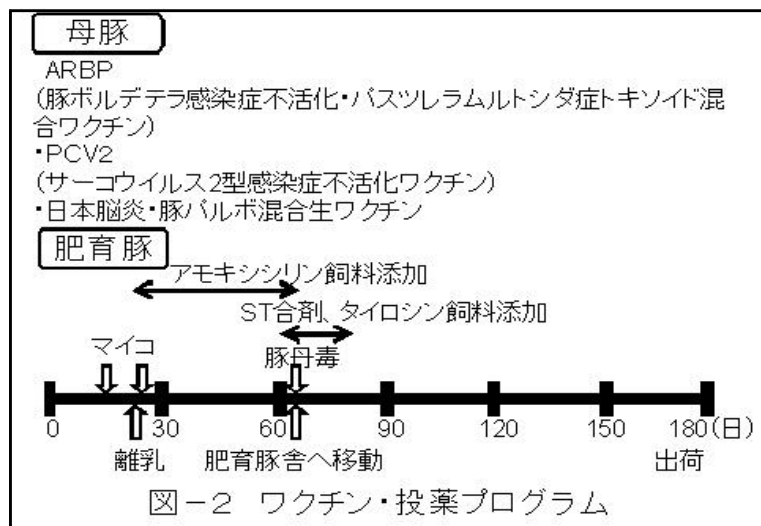 母豚
ARBP
(豚ボルデテラ感染症不活化・パスツレラムルトシダ症トキソイド混
合ワクチン)
・PCV2
(サーコウイルス2型感染症不活化ワクチン)
・日本脳炎・豚パルボ混合生ワクチン
肥育豚
アモキシシリン飼料添加
ST合剤、タイロシン飼料添加
マイコ 豚丹毒
0 30 60 90 120 150 180(日)
離乳 肥育豚舎へ移動 出荷
図-2 ワクチン・投薬プログラム